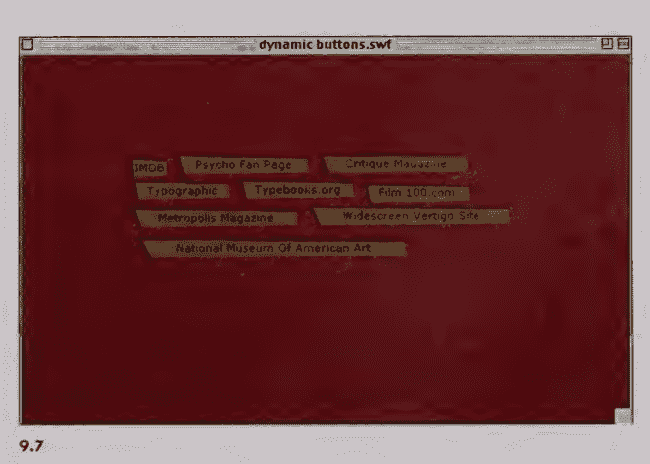 dynamic buttons.swf
IMDB Psycho Fan Page Critique Magazine
Typographic Typebooks.org Film 100.com
Metropolis Magazine Widescreen Vertigo Site
National Museum Of American Art
9.7